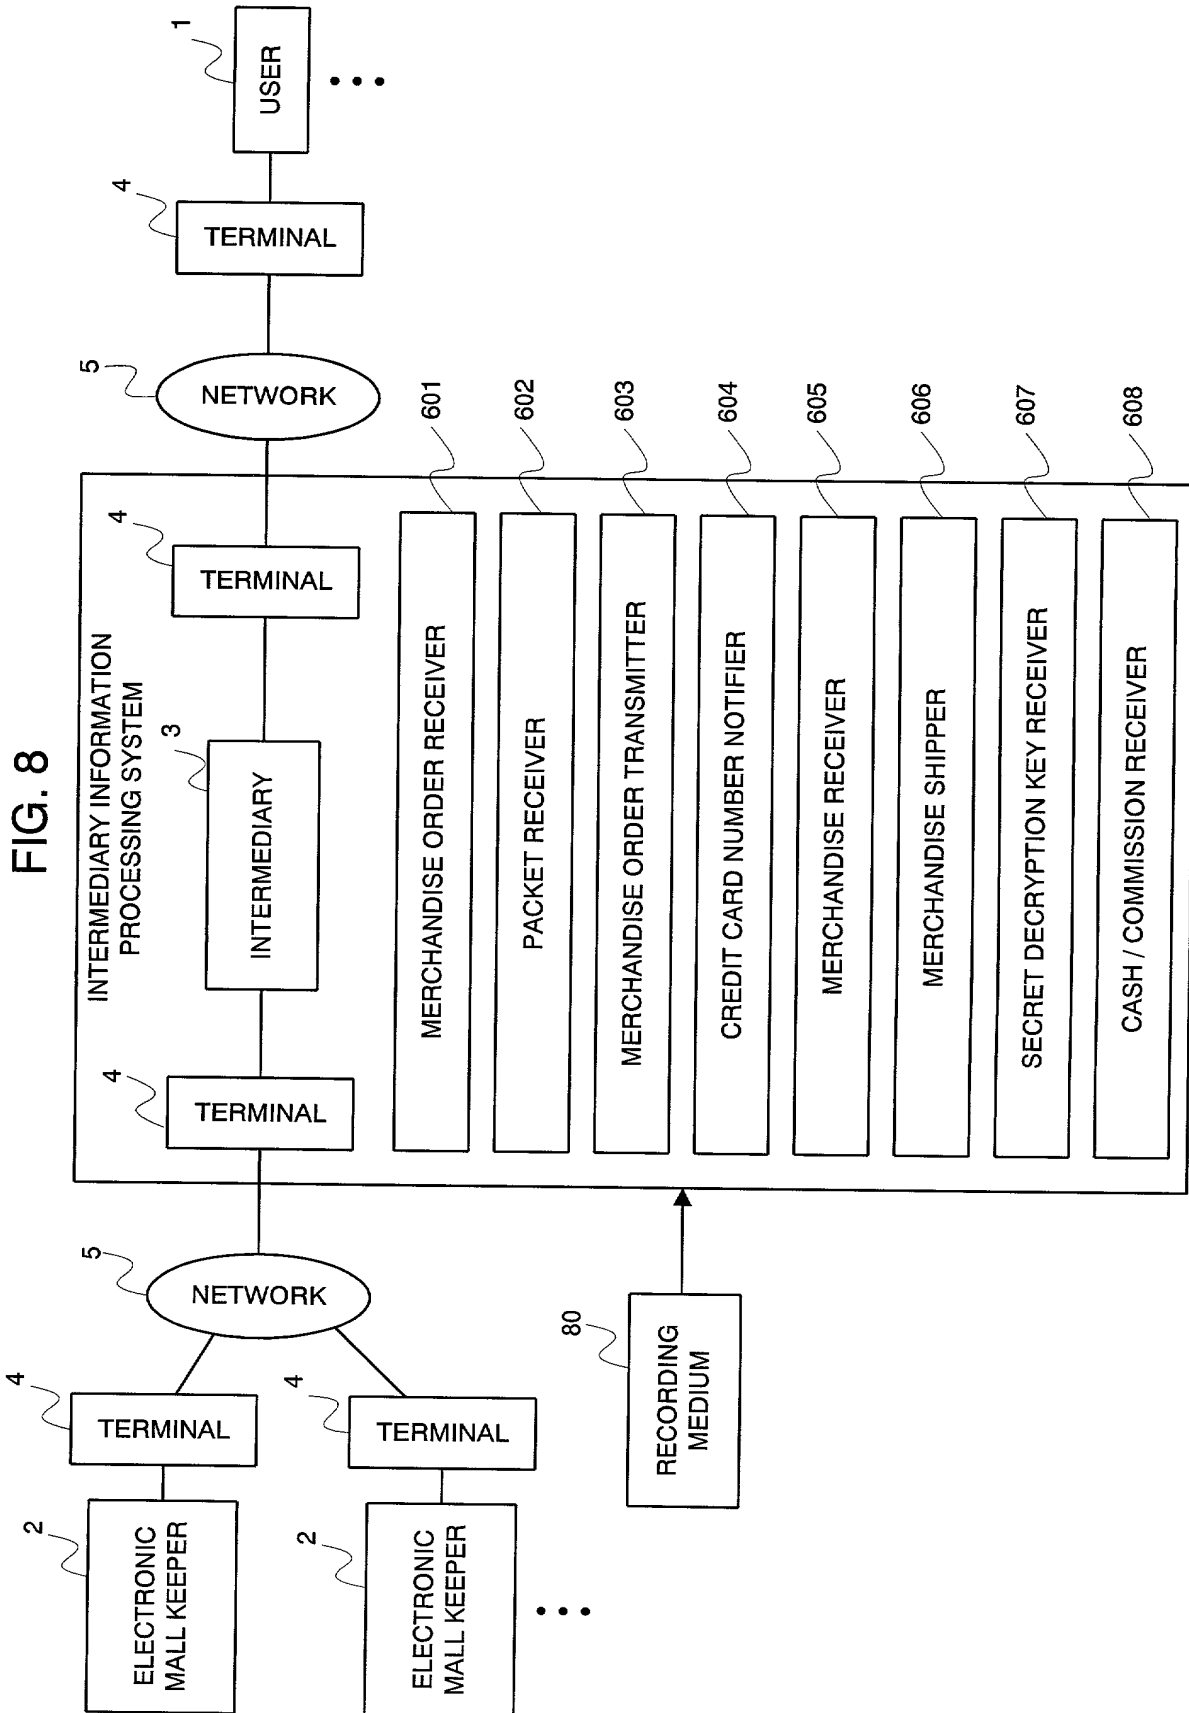 FIG. 8
INTERMEDIARY INFORMATION
PROCESSING SYSTEM
2
ELECTRONIC
MALL KEEPER
4
TERMINAL
2
ELECTRONIC
MALL KEEPER
4
TERMINAL
5
NETWORK
4
TERMINAL
3
INTERMEDIARY
4
TERMINAL
5
NETWORK
4
TERMINAL
1
USER
MERCHANDISE ORDER RECEIVER
601
PACKET RECEIVER
602
MERCHANDISE ORDER TRANSMITTER
603
CREDIT CARD NUMBER NOTIFIER
604
MERCHANDISE RECEIVER
605
MERCHANDISE SHIPPER
606
SECRET DECRYPTION KEY RECEIVER
607
CASH / COMMISSION RECEIVER
608
80
RECORDING
MEDIUM